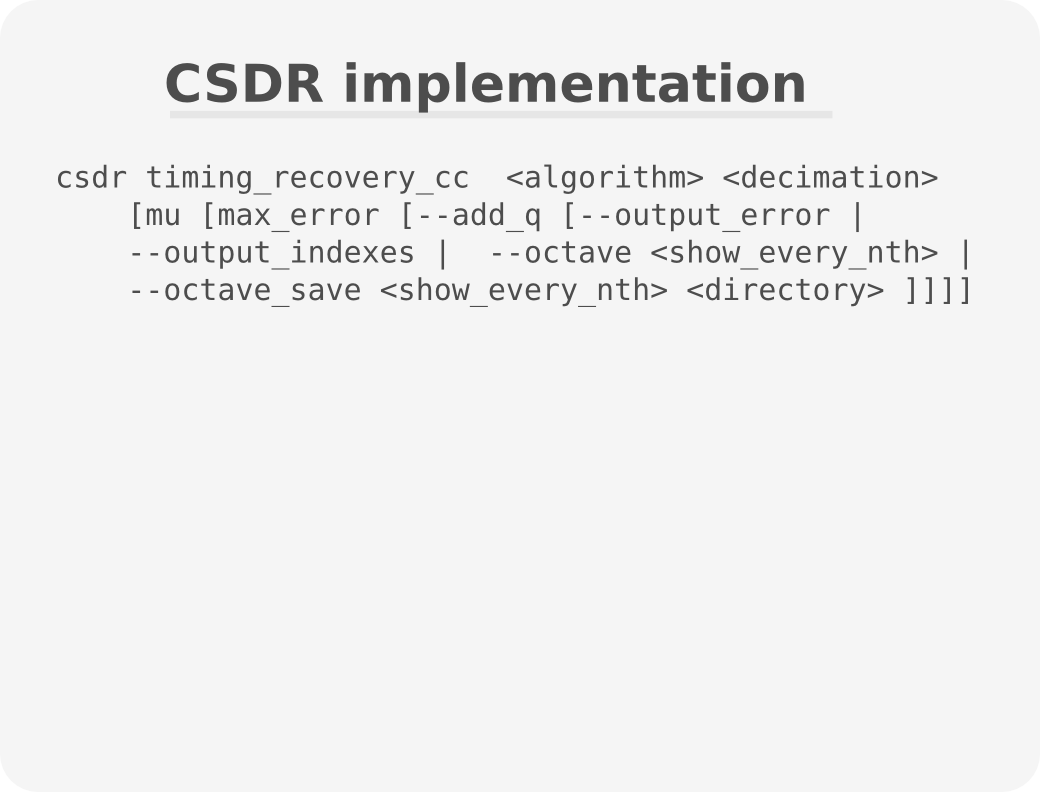 CSDR implementation
csdr timing_recovery_cc  <algorithm> <decimation>
    [mu [max_error [--add_q [--output_error |
    --output_indexes |  --octave <show_every_nth> |
    --octave_save <show_every_nth> <directory> ]]]]